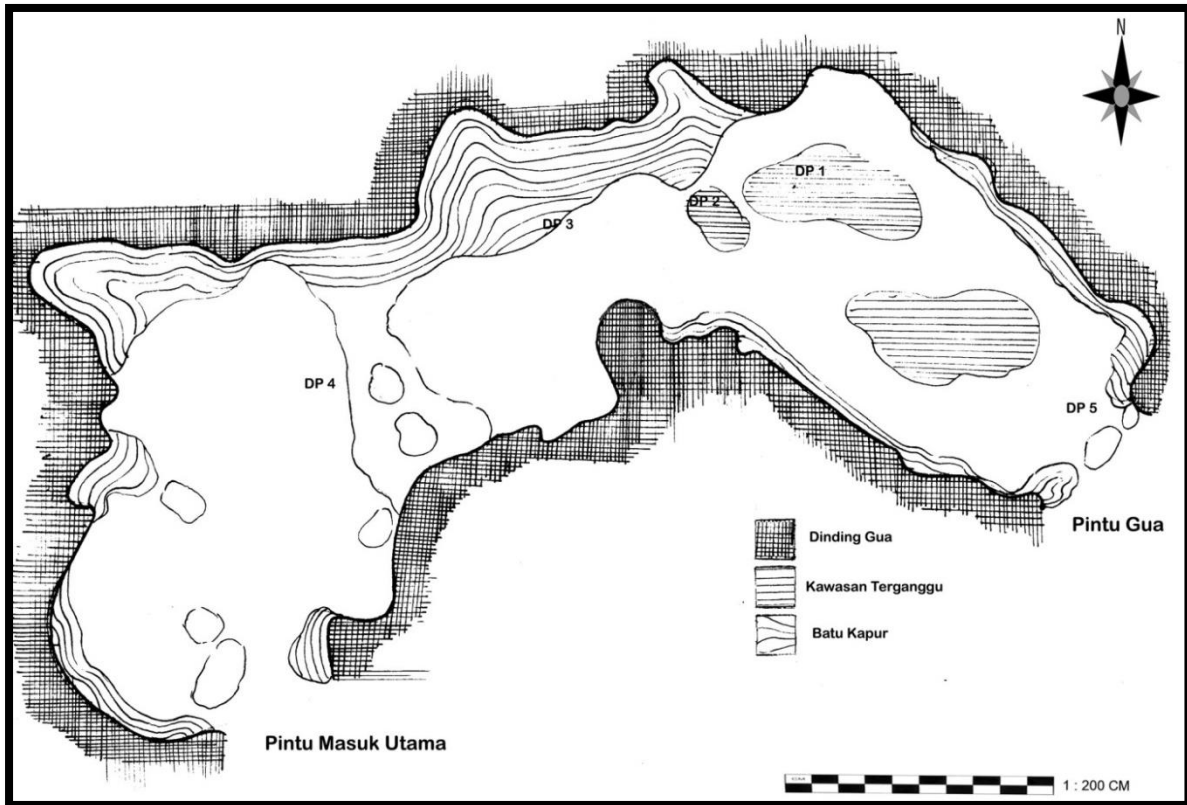 N
DP 1
DP 2
DP 3
DP 4
DP 5
Pintu Gua
Dinding Gua
Kawasan Terganggu
Batu Kapur
Pintu Masuk Utama
1 : 200 CM